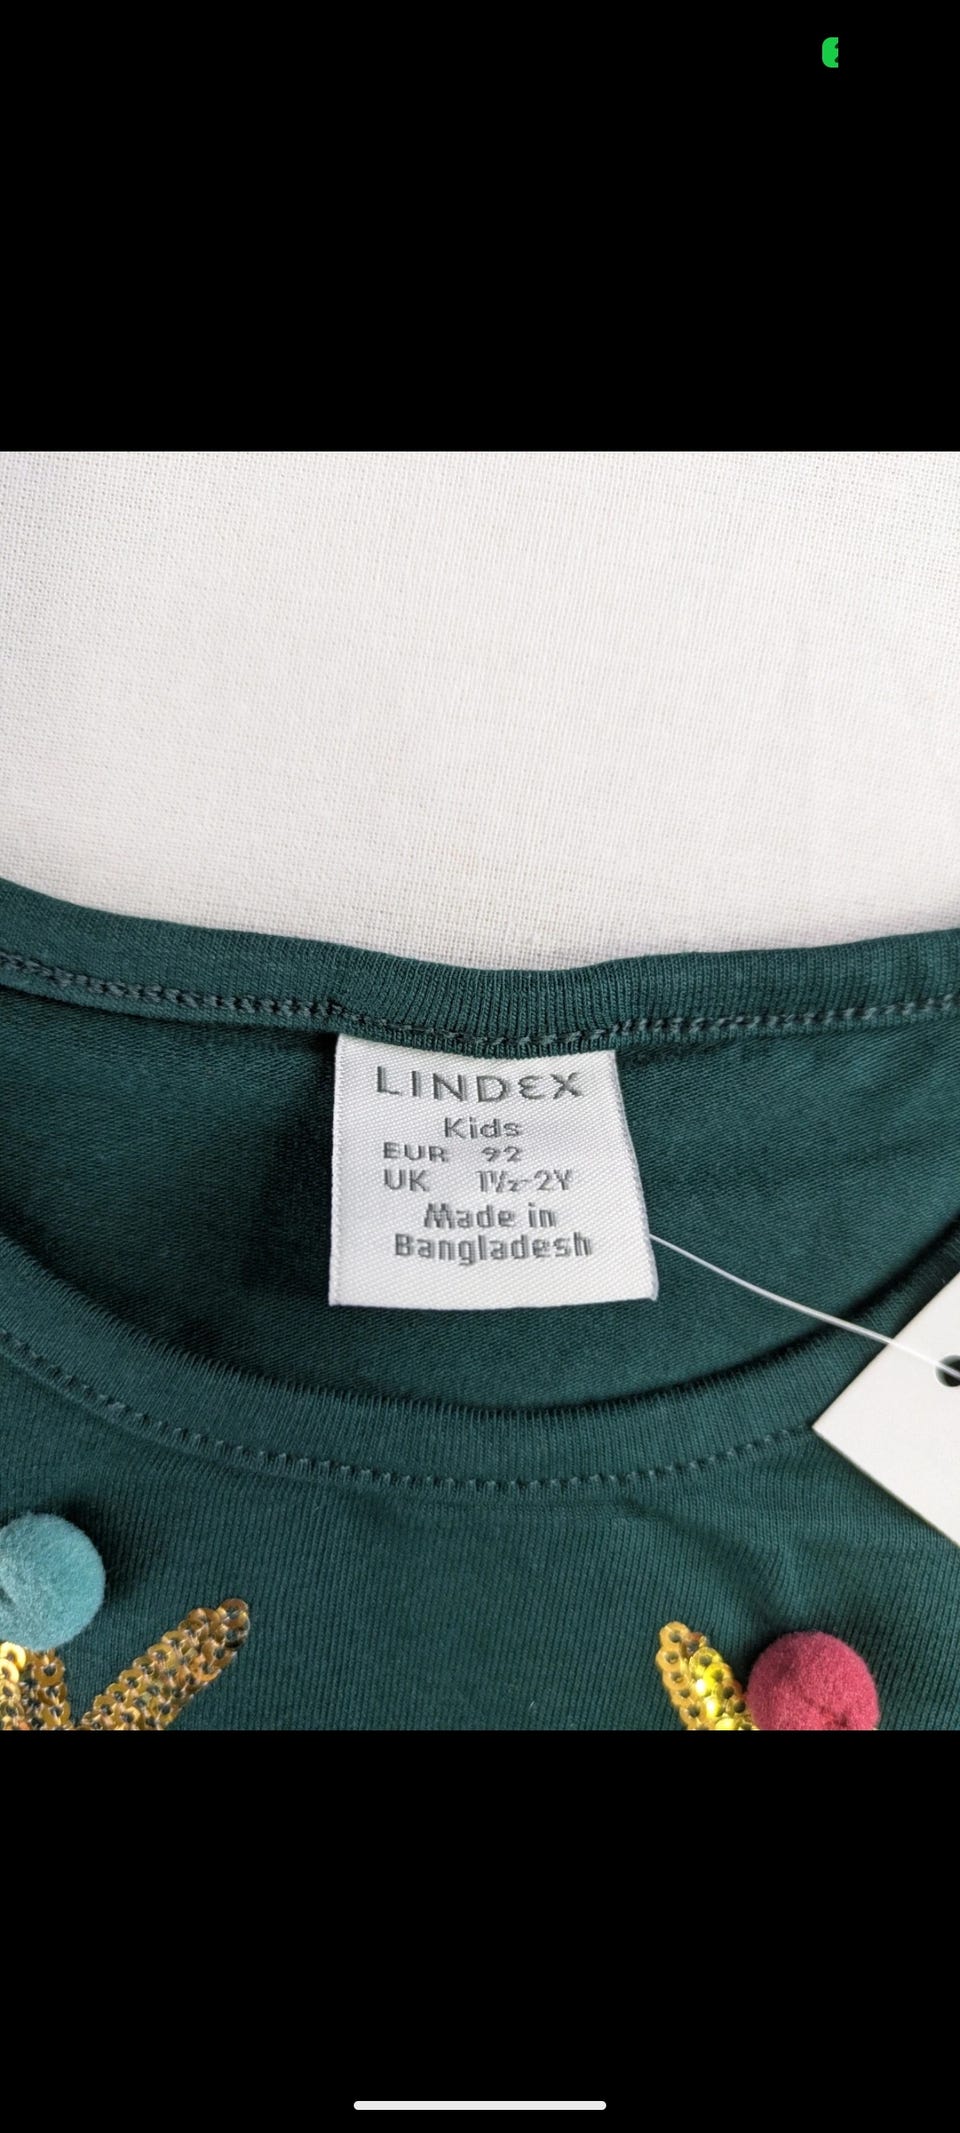 LINDEX
Kids
EUR 92
UK 1½-2Y
Made in
Bangladesh